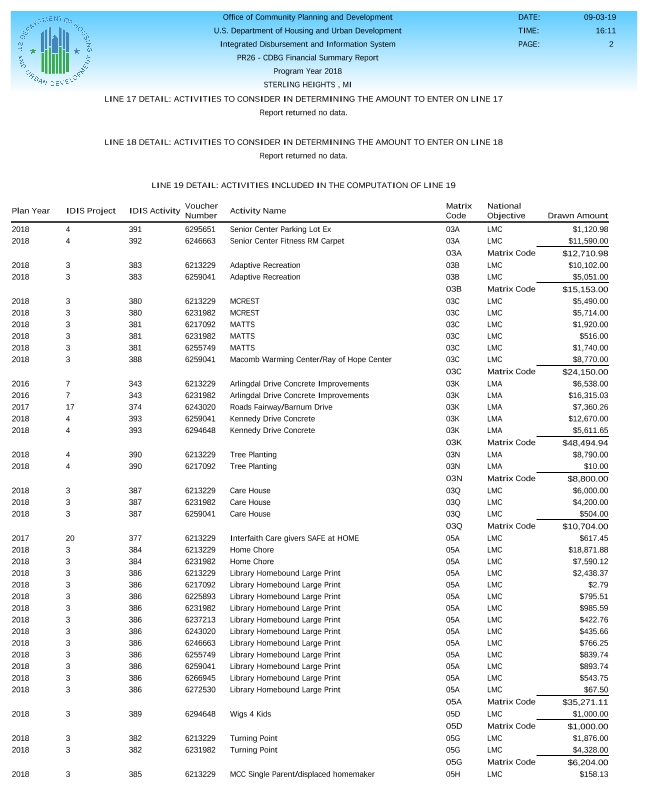 Office of Community Planning and Development DATE: 09-03-19
U.S. Department of Housing and Urban Development TIME: 16:11
Integrated Disbursement and Information System PAGE: 2
PR26 - CDBG Financial Summary Report
Program Year 2018
STERLING HEIGHTS , MI
U.S. DEPARTMENT OF HOUSING AND URBAN DEVELOPMENT
LINE 17 DETAIL: ACTIVITIES TO CONSIDER IN DETERMINING THE AMOUNT TO ENTER ON LINE 17
Report returned no data.
LINE 18 DETAIL: ACTIVITIES TO CONSIDER IN DETERMINING THE AMOUNT TO ENTER ON LINE 18
Report returned no data.
LINE 19 DETAIL: ACTIVITIES INCLUDED IN THE COMPUTATION OF LINE 19
Plan Year IDIS Project IDIS Activity Voucher Number Activity Name Matrix Code National Objective Drawn Amount
2018 4 391 6295651 Senior Center Parking Lot Ex 03A LMC $1,120.98
2018 4 392 6246663 Senior Center Fitness RM Carpet 03A LMC $11,590.00
03A Matrix Code $12,710.98
2018 3 383 6213229 Adaptive Recreation 03B LMC $10,102.00
2018 3 383 6259041 Adaptive Recreation 03B LMC $5,051.00
03B Matrix Code $15,153.00
2018 3 380 6213229 MCREST 03C LMC $5,490.00
2018 3 380 6231982 MCREST 03C LMC $5,714.00
2018 3 381 6217092 MATTS 03C LMC $1,920.00
2018 3 381 6231982 MATTS 03C LMC $516.00
2018 3 381 6255749 MATTS 03C LMC $1,740.00
2018 3 388 6259041 Macomb Warming Center/Ray of Hope Center 03C LMC $8,770.00
03C Matrix Code $24,150.00
2016 7 343 6213229 Arlingdal Drive Concrete Improvements 03K LMA $6,538.00
2016 7 343 6231982 Arlingdal Drive Concrete Improvements 03K LMA $16,315.03
2017 17 374 6243020 Roads Fairway/Barnum Drive 03K LMA $7,360.26
2018 4 393 6259041 Kennedy Drive Concrete 03K LMA $12,670.00
2018 4 393 6294648 Kennedy Drive Concrete 03K LMA $5,611.65
03K Matrix Code $48,494.94
2018 4 390 6213229 Tree Planting 03N LMA $8,790.00
2018 4 390 6217092 Tree Planting 03N LMA $10.00
03N Matrix Code $8,800.00
2018 3 387 6213229 Care House 03Q LMC $6,000.00
2018 3 387 6231982 Care House 03Q LMC $4,200.00
2018 3 387 6259041 Care House 03Q LMC $504.00
03Q Matrix Code $10,704.00
2017 20 377 6213229 Interfaith Care givers SAFE at HOME 05A LMC $617.45
2018 3 384 6213229 Home Chore 05A LMC $18,871.88
2018 3 384 6231982 Home Chore 05A LMC $7,590.12
2018 3 386 6213229 Library Homebound Large Print 05A LMC $2,438.37
2018 3 386 6217092 Library Homebound Large Print 05A LMC $2.79
2018 3 386 6225893 Library Homebound Large Print 05A LMC $795.51
2018 3 386 6231982 Library Homebound Large Print 05A LMC $985.59
2018 3 386 6237213 Library Homebound Large Print 05A LMC $422.76
2018 3 386 6243020 Library Homebound Large Print 05A LMC $435.66
2018 3 386 6246663 Library Homebound Large Print 05A LMC $766.25
2018 3 386 6255749 Library Homebound Large Print 05A LMC $839.74
2018 3 386 6259041 Library Homebound Large Print 05A LMC $893.74
2018 3 386 6266945 Library Homebound Large Print 05A LMC $543.75
2018 3 386 6272530 Library Homebound Large Print 05A LMC $67.50
05A Matrix Code $35,271.11
2018 3 389 6294648 Wigs 4 Kids 05D LMC $1,000.00
05D Matrix Code $1,000.00
2018 3 382 6213229 Turning Point 05G LMC $1,876.00
2018 3 382 6231982 Turning Point 05G LMC $4,328.00
05G Matrix Code $6,204.00
2018 3 385 6213229 MCC Single Parent/displaced homemaker 05H LMC $158.13